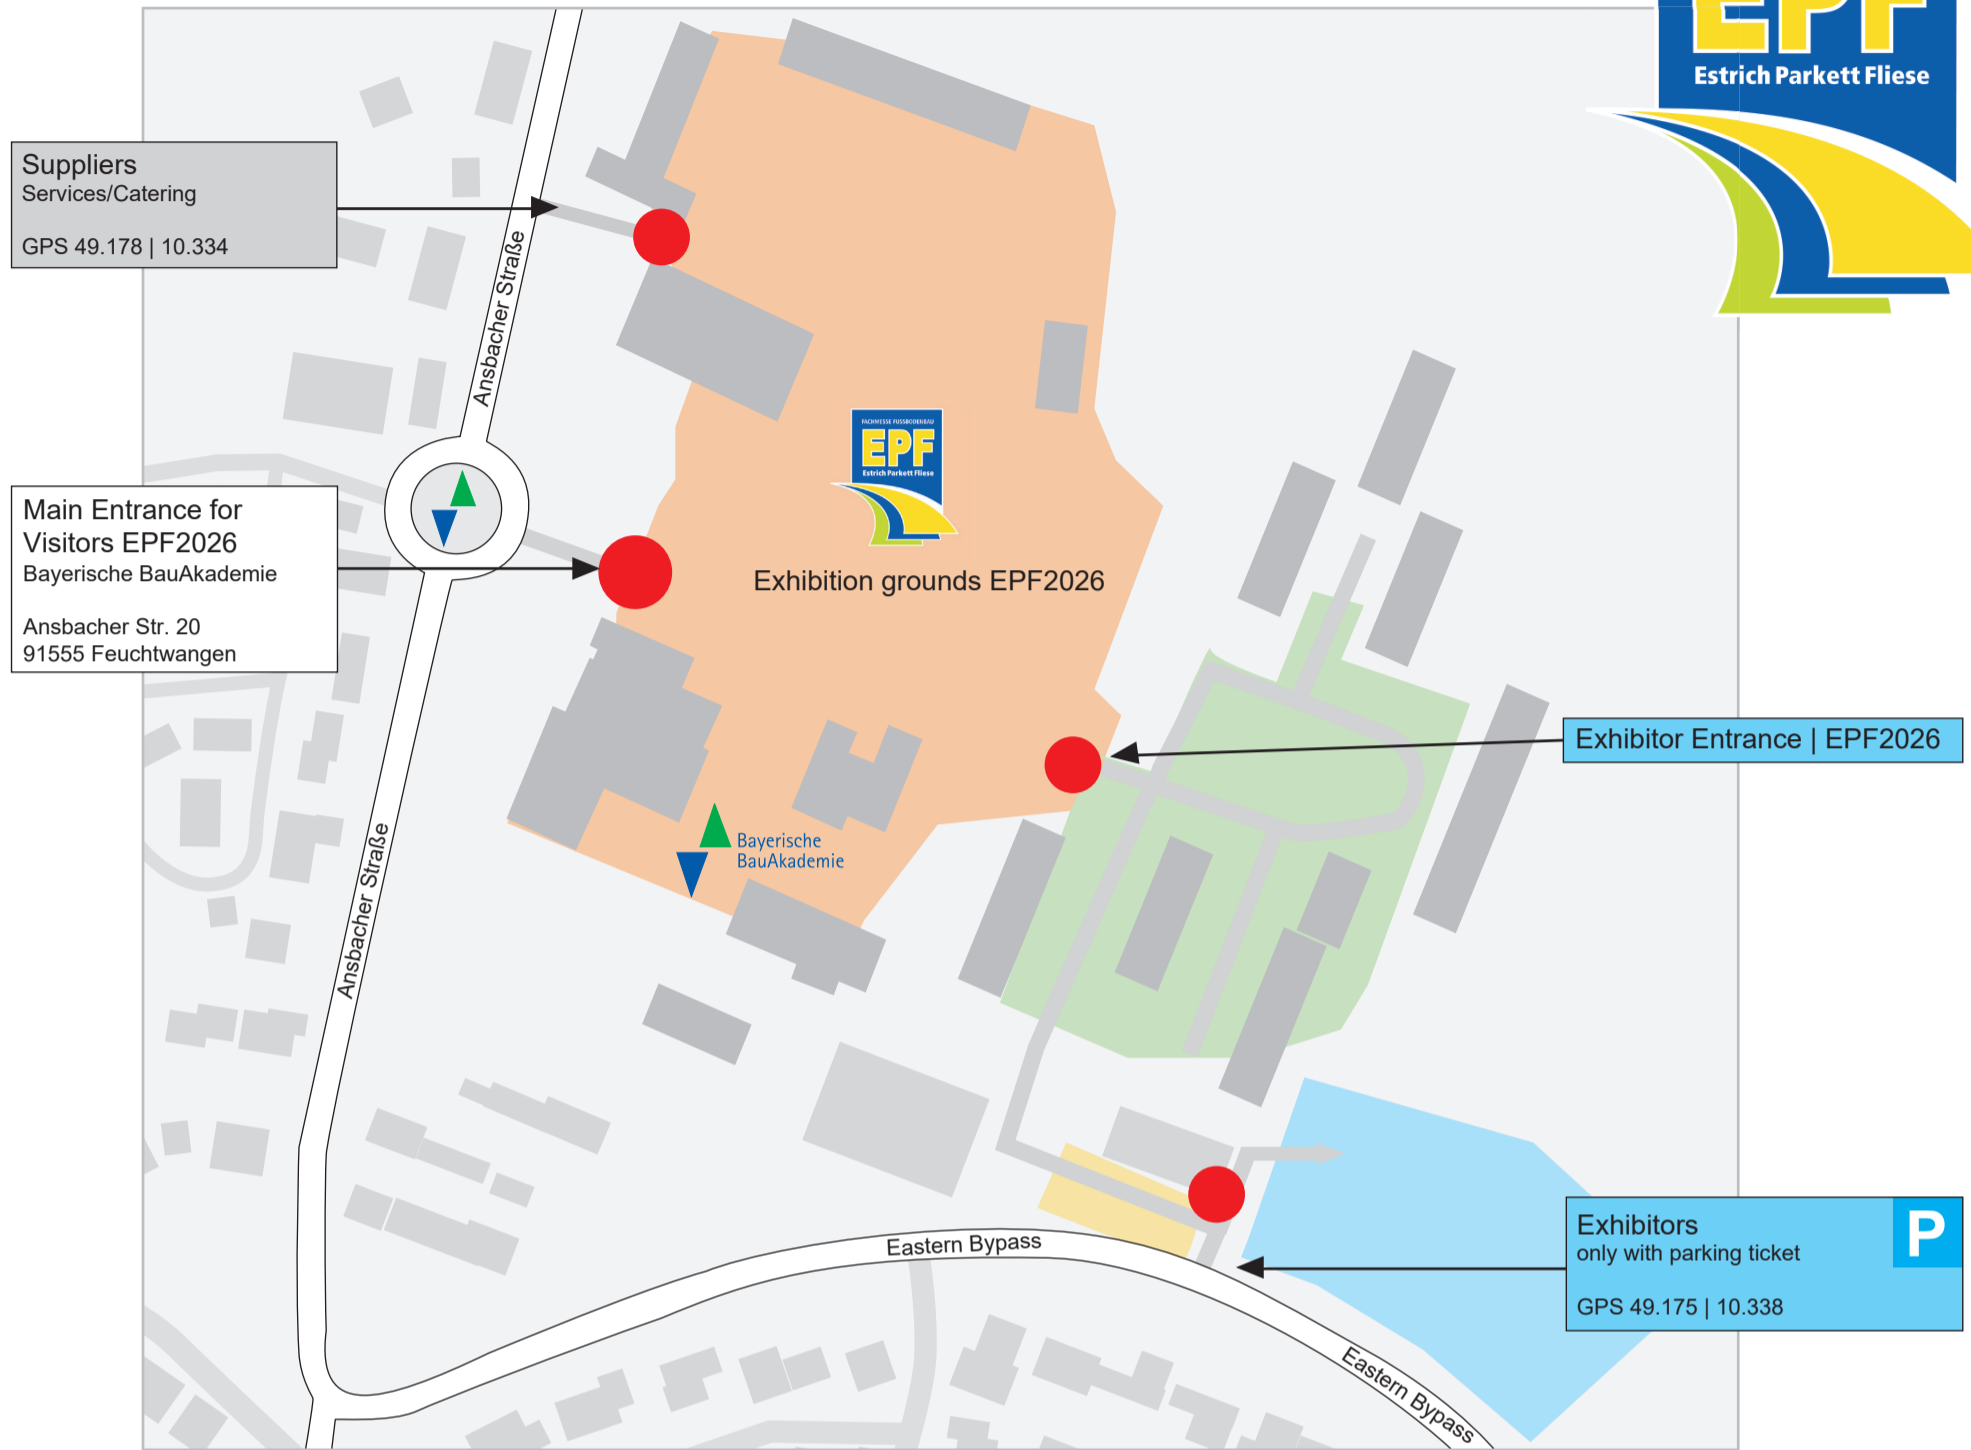 EPF
Estrich Parkett Fliese
Suppliers
Services/Catering
GPS 49.178 | 10.334
Ansbacher Straße
FACHMESSE FUSSBODENBAU
EPF
Estrich Parkett Fliese
Main Entrance for
Visitors EPF2026
Bayerische BauAkademie
Ansbacher Str. 20
91555 Feuchtwangen
Exhibition grounds EPF2026
Exhibitor Entrance | EPF2026
Bayerische
BauAkademie
Ansbacher Straße
Exhibitors
only with parking ticket
GPS 49.175 | 10.338
P
Eastern Bypass
Eastern Bypass